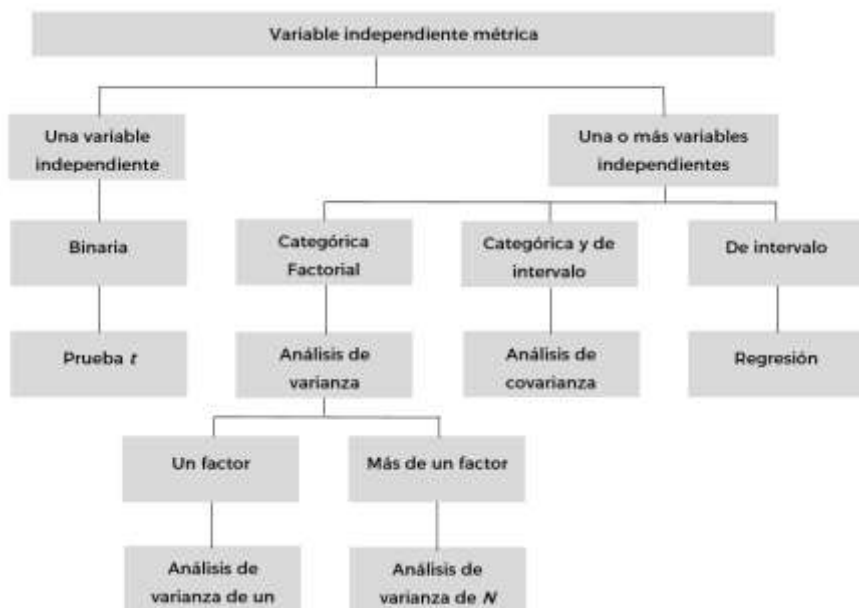 Variable independiente métrica
Una variable
independiente
Una o más variables
independientes
Binaria
Categórica
Factorial
Categórica y de
intervalo
De intervalo
Prueba t
Análisis de
varianza
Análisis de
covarianza
Regresión
Un factor
Más de un factor
Análisis de
varianza de un
Análisis de
varianza de N